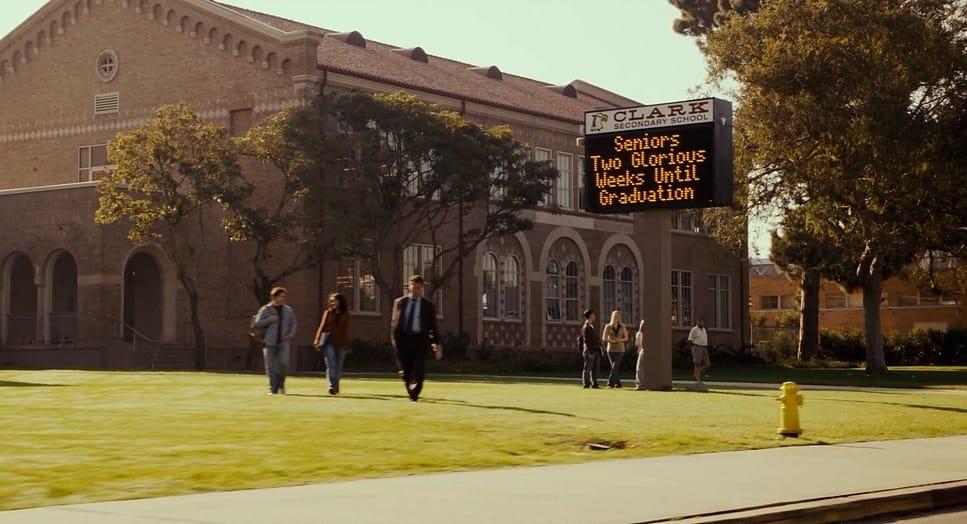 CLARK
SECONDARY SCHOOL
Seniors
Two Glorious
Weeks Until
Graduation